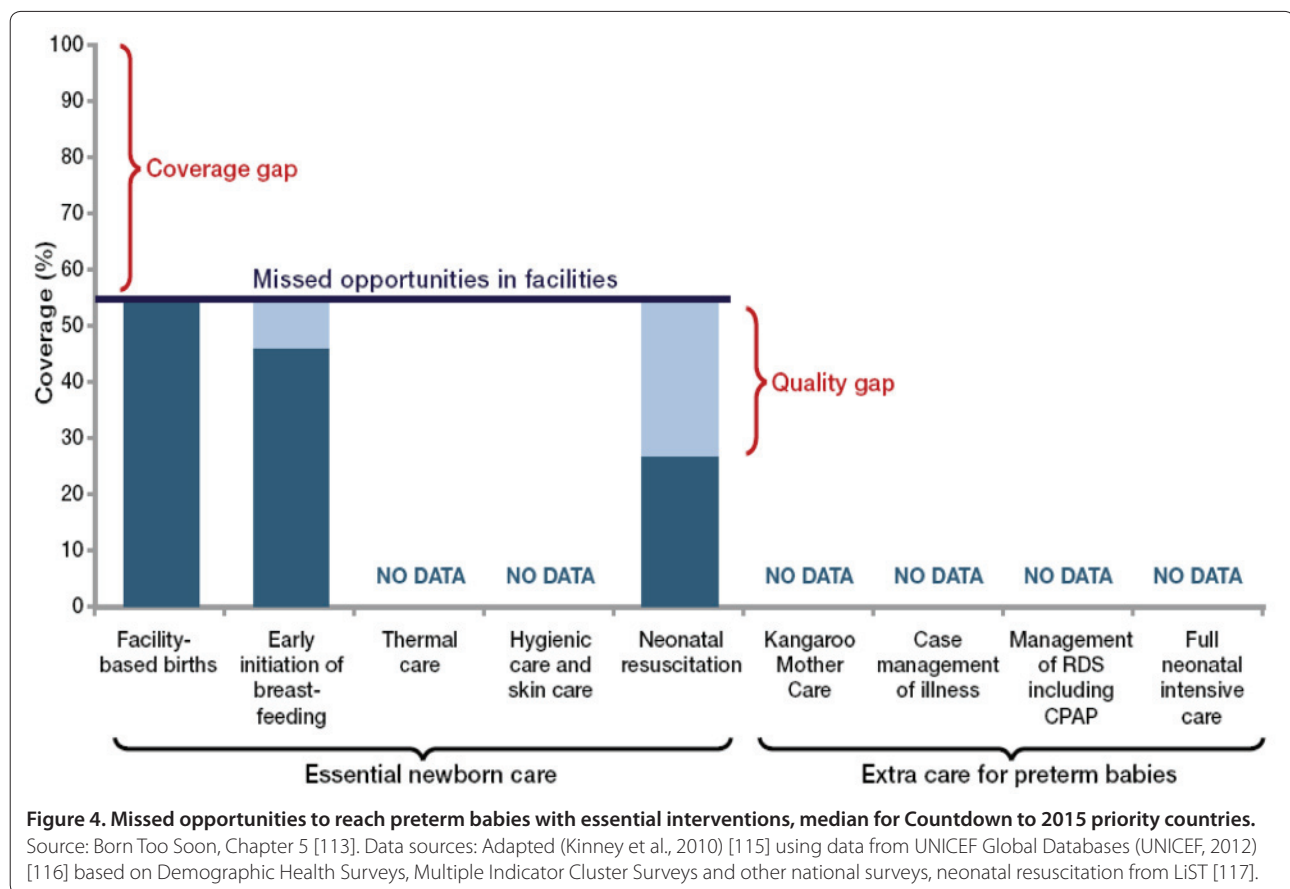 100
90
80
70
60
50
40
30
20
10
0
Coverage (%)
Coverage gap
Missed opportunities in facilities
Quality gap
NO DATA
NO DATA
NO DATA
NO DATA
NO DATA
NO DATA
Facility-
based births
Early
initiation of
breast-
feeding
Thermal
care
Hygienic
care and
skin care
Neonatal
resuscitation
Kangaroo
Mother
Care
Case
management
of illness
Management
of RDS
including
CPAP
Full
neonatal
intensive
care
Essential newborn care
Extra care for preterm babies
Figure 4. Missed opportunities to reach preterm babies with essential interventions, median for Countdown to 2015 priority countries.
Source: Born Too Soon, Chapter 5 [113]. Data sources: Adapted (Kinney et al., 2010) [115] using data from UNICEF Global Databases (UNICEF, 2012)
[116] based on Demographic Health Surveys, Multiple Indicator Cluster Surveys and other national surveys, neonatal resuscitation from LiST [117].